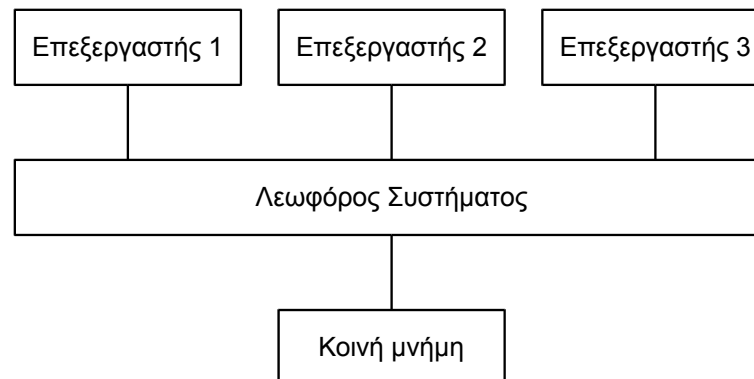 Επεξεργαστής 1
Επεξεργαστής 2
Επεξεργαστής 3
Λεωφόρος Συστήματος
Κοινή μνήμη